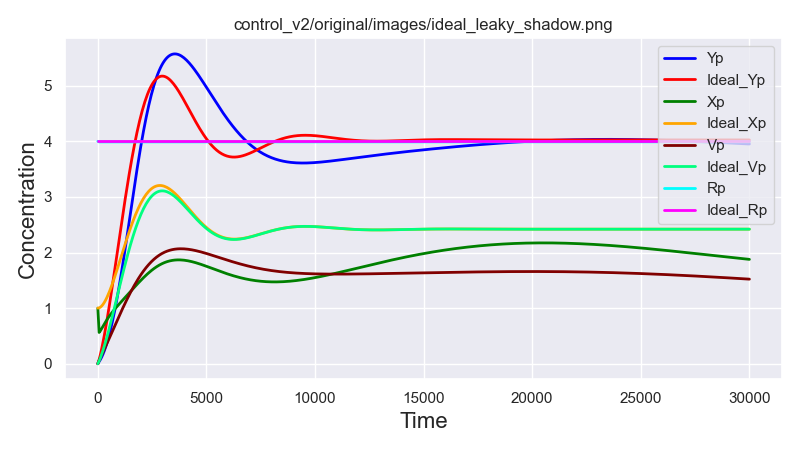 control_v2/original/images/ideal_leaky_shadow.png
Concentration
5
4
3
2
1
0
Yp
Ideal_Yp
Xp
Ideal_Xp
Vp
Ideal_Vp
Rp
Ideal_Rp
0 5000 10000 15000 20000 25000 30000
Time